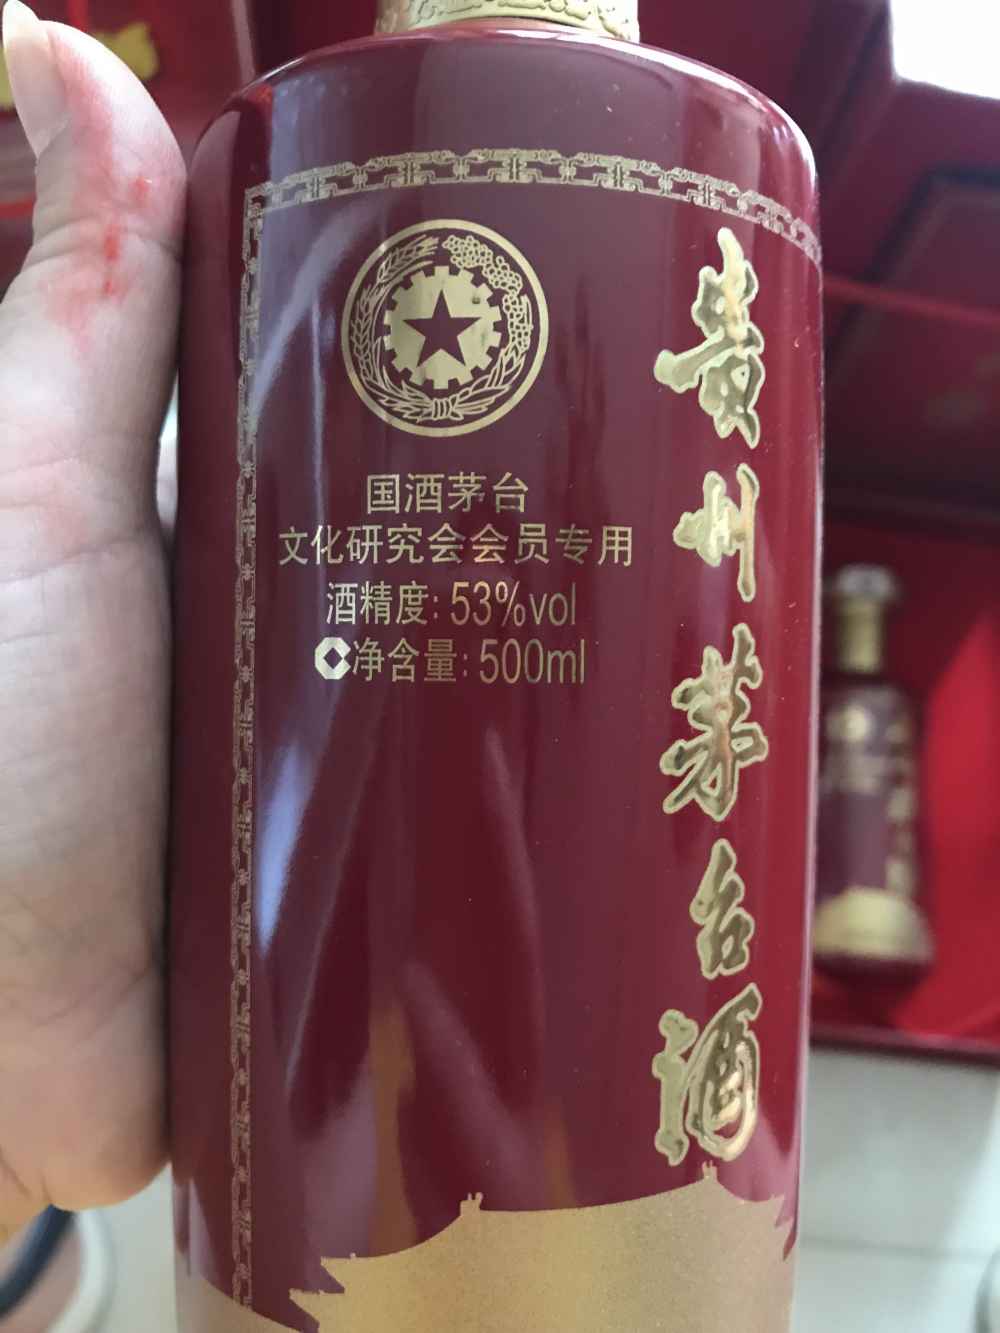 国酒茅台
文化研究会会员专用
酒精度: 53%vol
净含量: 500ml
贵州茅台酒